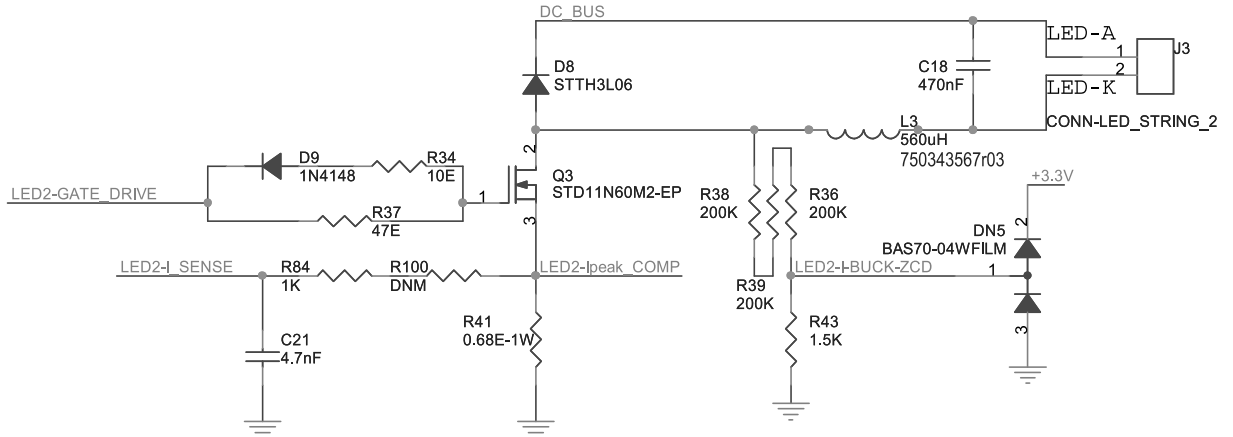 DC_BUS
LED-A
1
J3
D8
STTH3L06
C18
470nF
2
LED-K
CONN-LED_STRING_2
L3
560uH
750343567r03
D9
1N4148
R34
10E
2
Q3
STD11N60M2-EP
1
3
LED2-GATE_DRIVE
R37
47E
R38
200K
R36
200K
+3.3V
DN5
2
BAS70-04WFILM
LED2-I_SENSE
R84
1K
R100
DNM
LED2-Ipeak_COMP
R39
200K
LED2-I-BUCK-ZCD
1
R41
0.68E-1W
R43
1.5K
3
C21
4.7nF